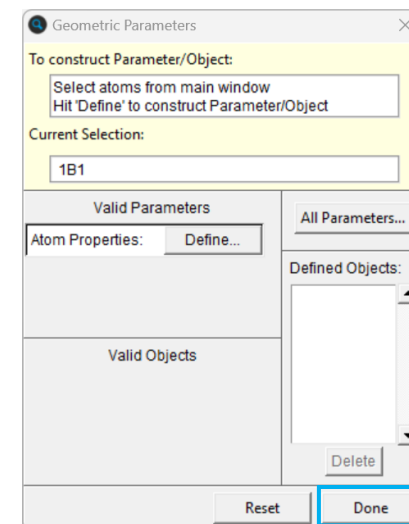 Geometric Parameters
To construct Parameter/Object:
Select atoms from main window
Hit 'Define' to construct Parameter/Object
Current Selection:
1B1
Valid Parameters
Atom Properties: Define...
All Parameters...
Defined Objects:
Valid Objects
Delete
Reset Done